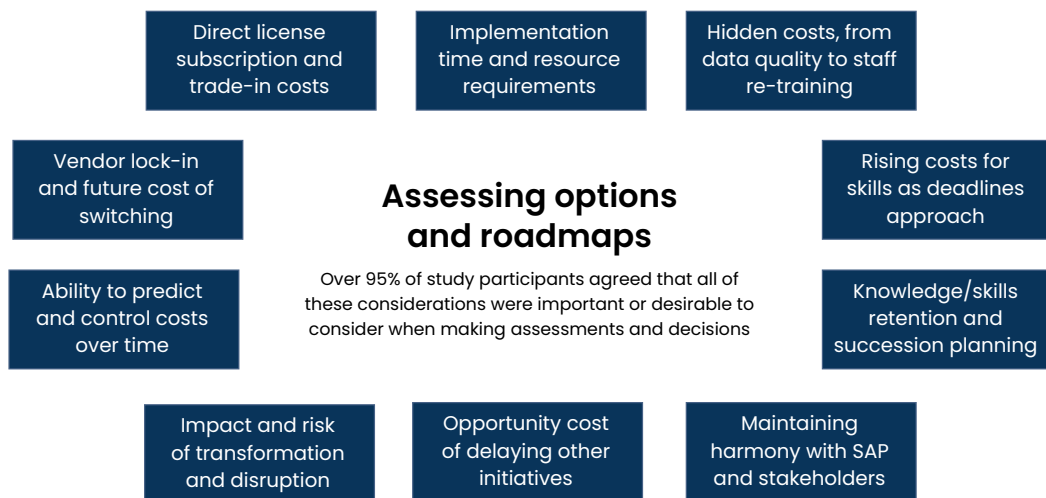 Direct license
subscription and
trade-in costs
Implementation
time and resource
requirements
Hidden costs, from
data quality to staff
re-training
Vendor lock-in
and future cost of
switching
Assessing options
and roadmaps
Rising costs for
skills as deadlines
approach
Over 95% of study participants agreed that all of
these considerations were important or desirable to
consider when making assessments and decisions
Ability to predict
and control costs
over time
Knowledge/skills
retention and
succession planning
Impact and risk
of transformation
and disruption
Opportunity cost
of delaying other
initiatives
Maintaining
harmony with SAP
and stakeholders